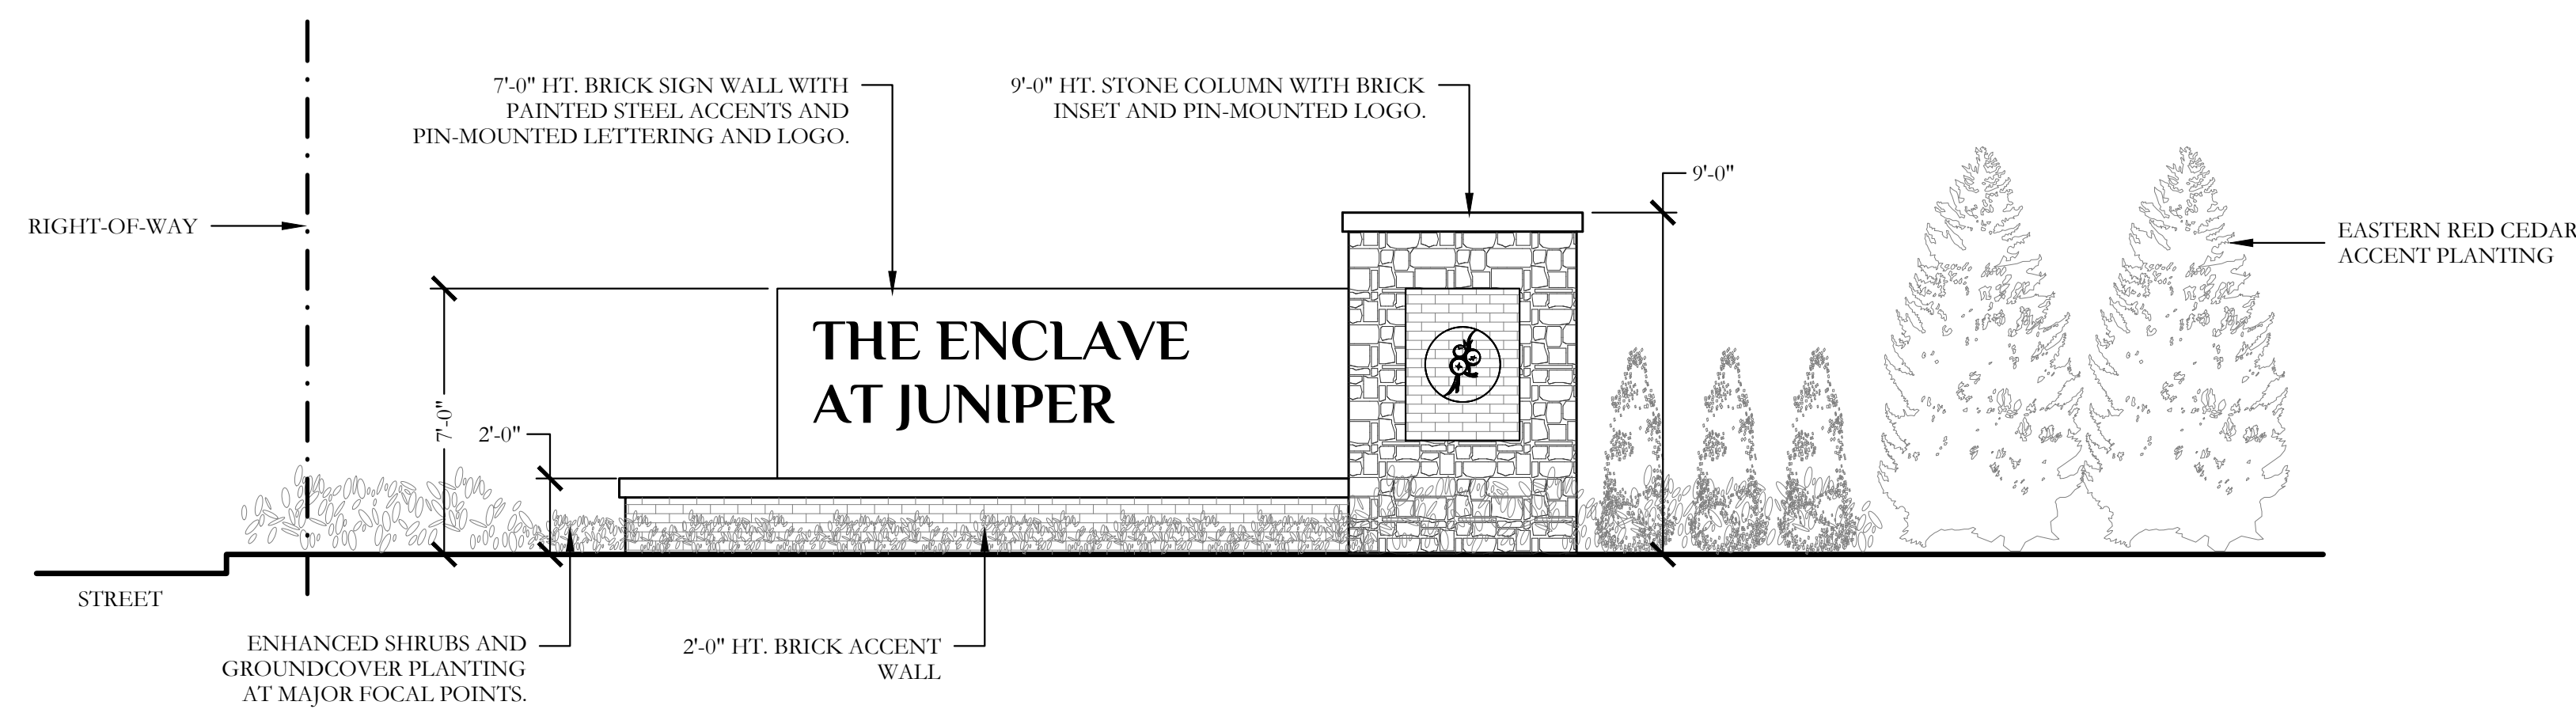 7'-0" HT. BRICK SIGN WALL WITH
PAINTED STEEL ACCENTS AND
PIN-MOUNTED LETTERING AND LOGO.
9'-0" HT. STONE COLUMN WITH BRICK
INSET AND PIN-MOUNTED LOGO.
9'-0"
RIGHT-OF-WAY
EASTERN RED CEDAR
ACCENT PLANTING
THE ENCLAVE
AT JUNIPER
7'-0"
2'-0"
STREET
ENHANCED SHRUBS AND
GROUNDCOVER PLANTING
AT MAJOR FOCAL POINTS.
2'-0" HT. BRICK ACCENT
WALL